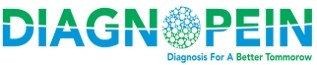 DIAGNOPEIN
Diagnosis For A Better Tommorow